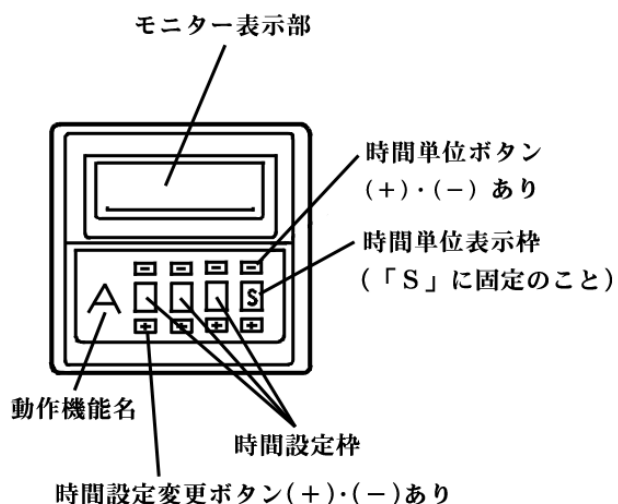 モニター表示部
時間単位ボタン
(+)・(−) あり
時間単位表示枠
(「S」に固定のこと)
− − − −
A S
+ + + +
動作機能名
時間設定枠
時間設定変更ボタン(+)・(−)あり